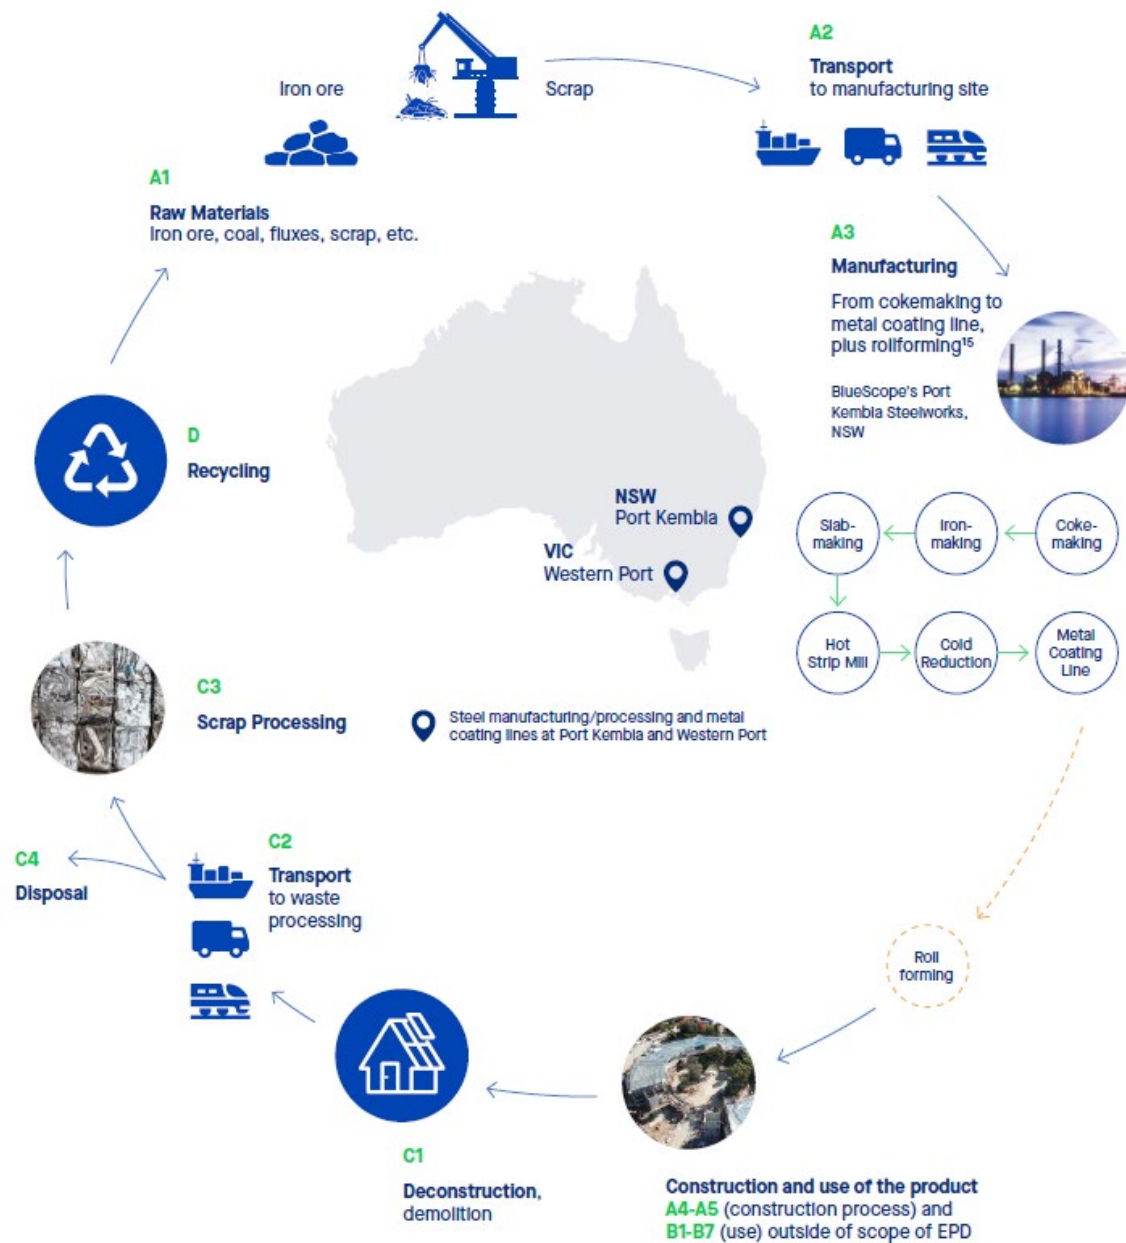 Iron ore
Scrap
A2
Transport
to manufacturing site
A1
Raw Materials
Iron ore, coal, fluxes, scrap, etc.
A3
Manufacturing
From cokemaking to
metal coating line,
plus rollforming¹⁵
BlueScope's Port
Kembla Steelworks,
NSW
D
Recycling
NSW
Port Kembla
VIC
Western Port
Slab-
making
Iron-
making
Coke-
making
Hot
Strip Mill
Cold
Reduction
Metal
Coating
Line
C3
Scrap Processing
Steel manufacturing/processing and metal
coating lines at Port Kembla and Western Port
C4
Disposal
C2
Transport
to waste
processing
Roll
forming
C1
Deconstruction,
demolition
Construction and use of the product
A4-A5 (construction process) and
B1-B7 (use) outside of scope of EPD